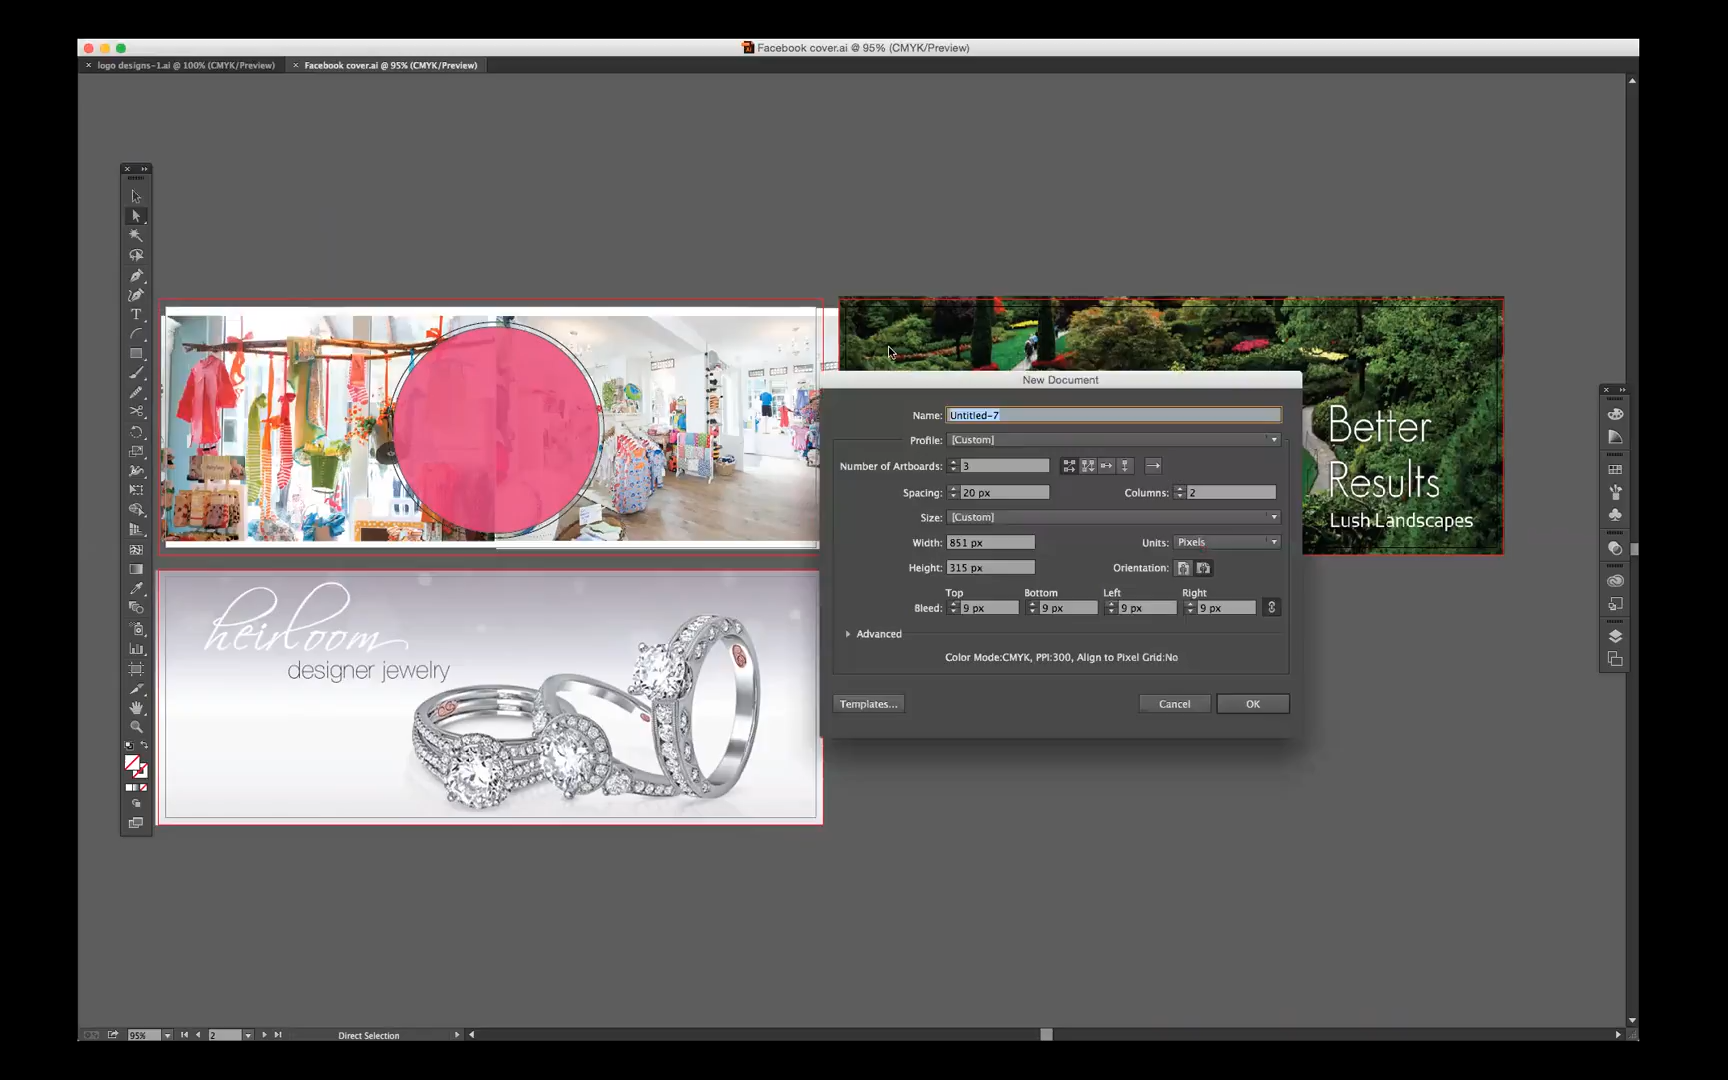 Facebook cover.ai @ 95% (CMYK/Preview)
logo designs-1.ai @ 100% (CMYK/Preview)
Facebook cover.ai @ 95% (CMYK/Preview)
New Document
Name: Untitled-7
Profile: [Custom]
Number of Artboards: 3
Spacing: 20 px
Columns: 2
Size: [Custom]
Width: 851 px
Units: Pixels
Height: 315 px
Orientation:
Top
Bottom
Left
Right
Bleed: 9 px 9 px 9 px 9 px
Advanced
Color Mode:CMYK, PPI:300, Align to Pixel Grid:No
Templates...
Cancel
OK
Better
Results
Lush Landscapes
heirloom
designer jewelry
95%
2
Direct Selection